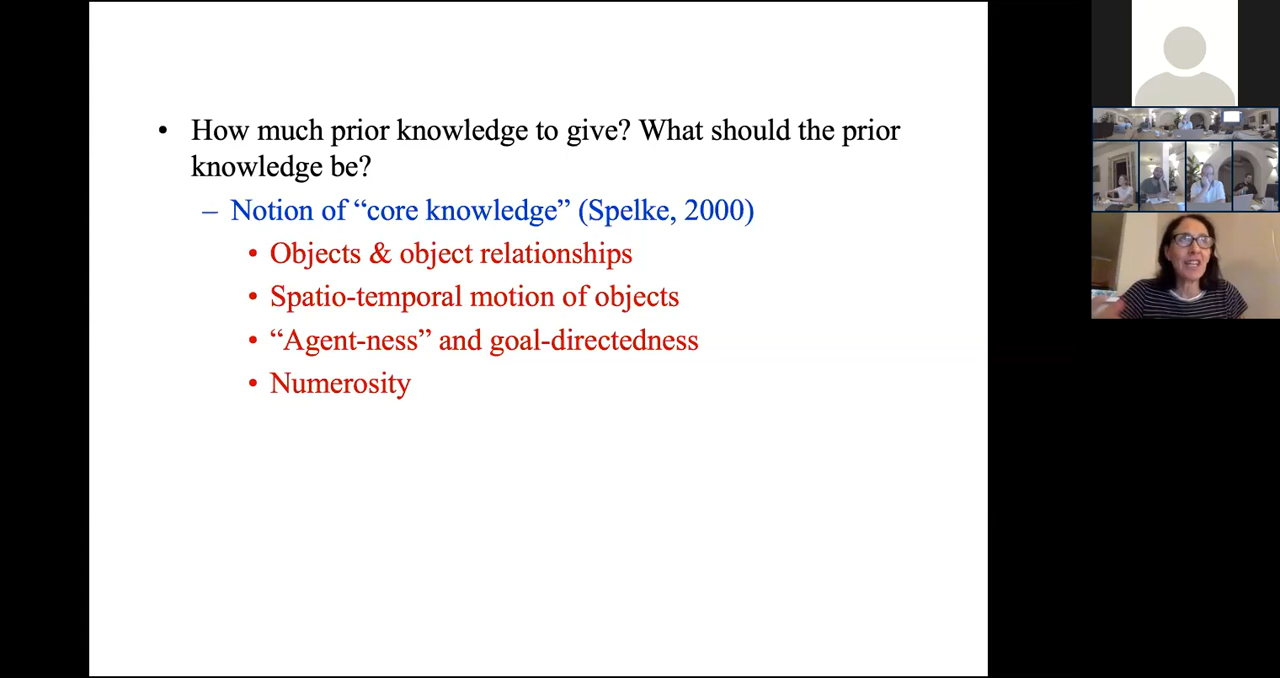 • How much prior knowledge to give? What should the prior
knowledge be?
– Notion of “core knowledge” (Spelke, 2000)
• Objects & object relationships
• Spatio-temporal motion of objects
• “Agent-ness” and goal-directedness
• Numerosity